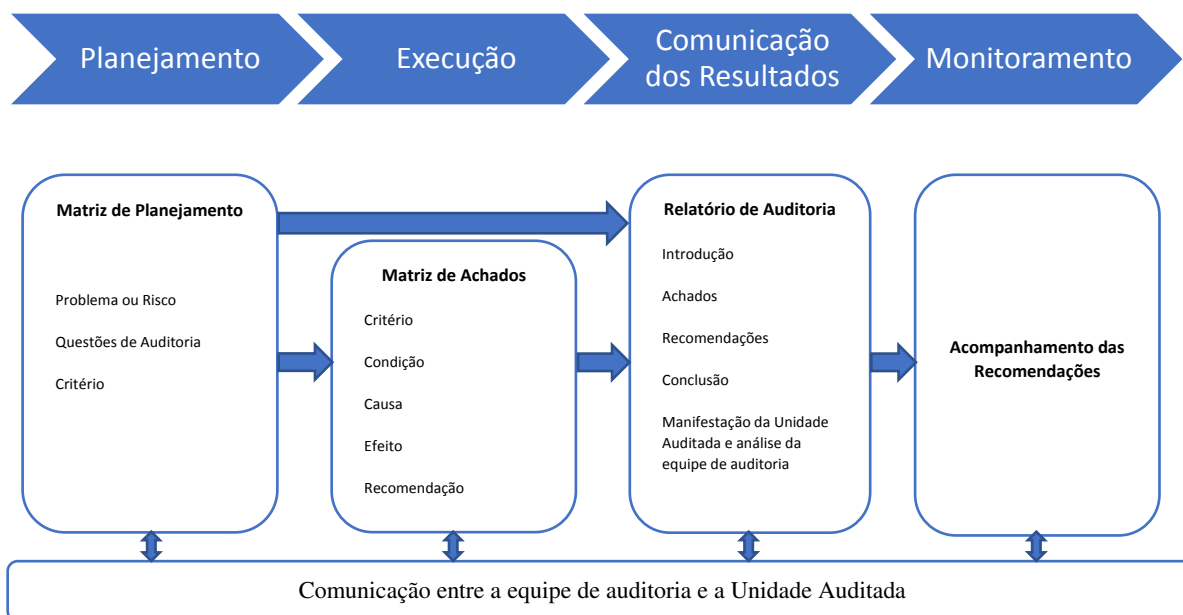 Planejamento
Execução
Comunicação
dos Resultados
Monitoramento
Matriz de Planejamento
Problema ou Risco
Questões de Auditoria
Critério
Matriz de Achados
Critério
Condição
Causa
Efeito
Recomendação
Relatório de Auditoria
Introdução
Achados
Recomendações
Conclusão
Manifestação da Unidade
Auditada e análise da
equipe de auditoria
Acompanhamento das
Recomendações
Comunicação entre a equipe de auditoria e a Unidade Auditada